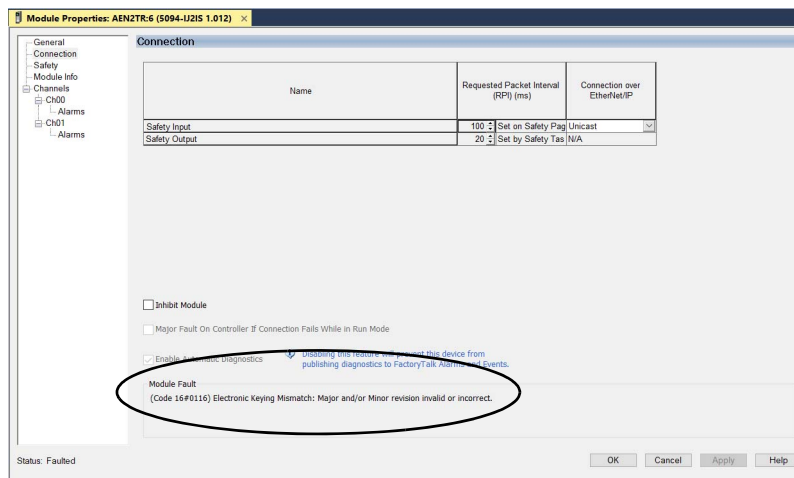 Module Properties: AEN2TR:6 (5094-IJ2IS 1.012) ×
General
Connection
Safety
Module Info
Channels
Ch00
Alarms
Ch01
Alarms
Connection
Name
Requested Packet Interval
(RPI) (ms)
Connection over
EtherNet/IP
Safety Input 100 Set on Safety Pag Unicast
Safety Output 20 Set by Safety Tas N/A
Inhibit Module
Major Fault On Controller If Connection Fails While in Run Mode
Enable Automatic Diagnostics
Disabling this feature will prevent this device from
publishing diagnostics to FactoryTalk Alarms and Events.
Module Fault
(Code 16#0116) Electronic Keying Mismatch: Major and/or Minor revision invalid or incorrect.
Status: Faulted
OK Cancel Apply Help